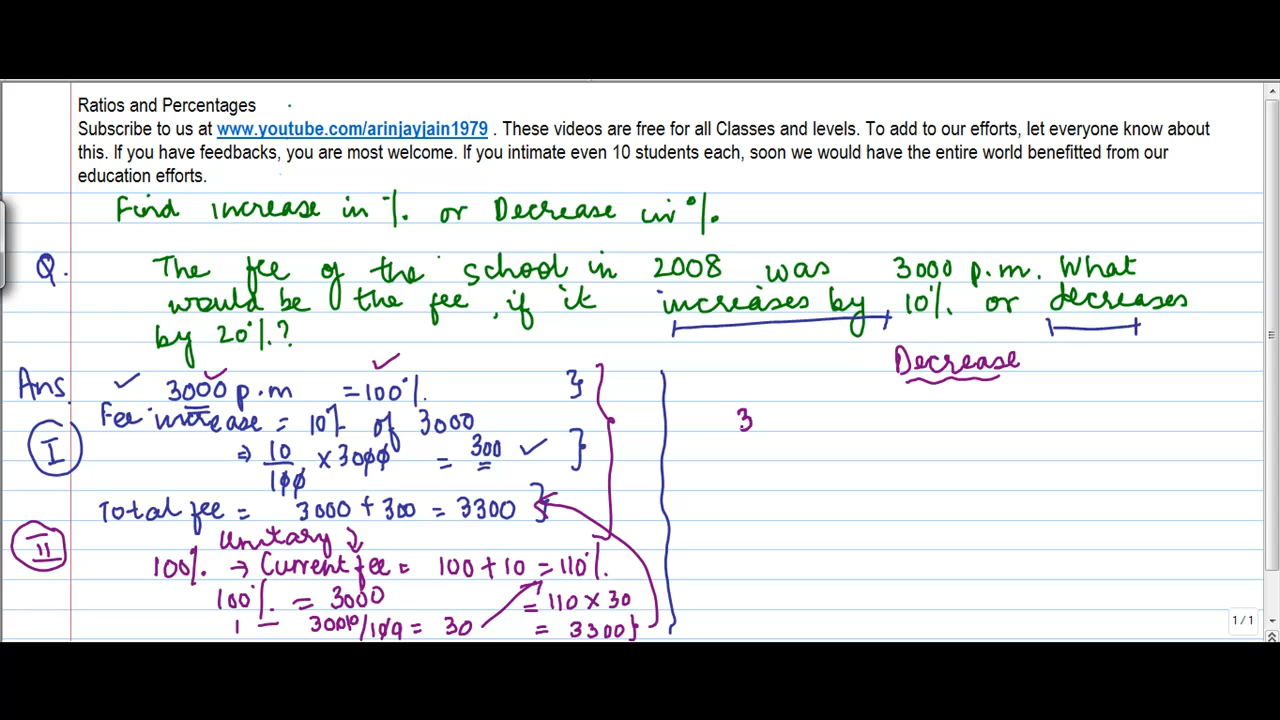 Ratios and Percentages
Subscribe to us at www.youtube.com/arinjayjain1979 . These videos are free for all Classes and levels. To add to our efforts, let everyone know about
this. If you have feedbacks, you are most welcome. If you intimate even 10 students each, soon we would have the entire world benefitted from our
education efforts.
Find increase in %. or Decrease in %.
Q. The fee of the school in 2008 was 3000 p.m. What
would be the fee, if it increases by 10%. or decreases
by 20%.?
Decrease
Ans. 3000 p.m = 100%.
Fee increase = 10% of 3000
3
I
⇒ 10/100 × 3000 = 300
Total fee = 3000 + 300 = 3300
II
Unitary
100%. → Current fee = 100 + 10 = 110%.
100%. = 3000 = 110 × 30
1 — 3000/100 = 30 = 3300
1 / 1